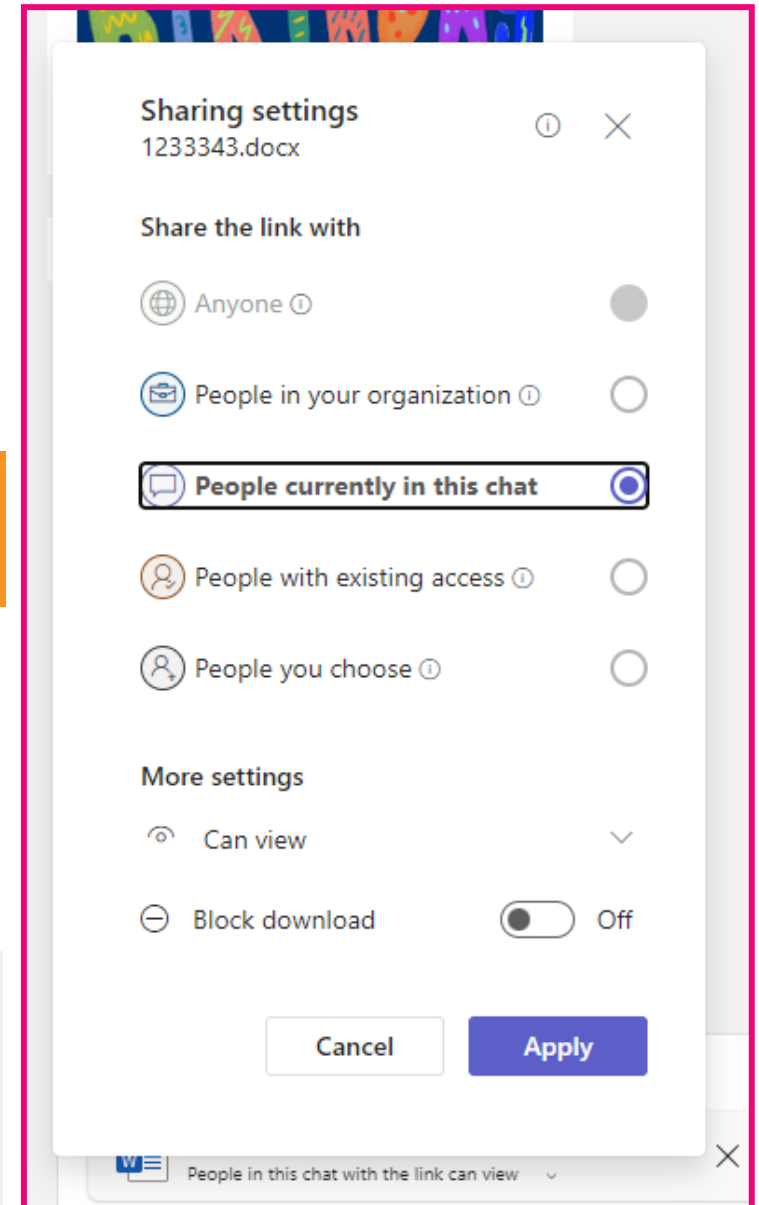 Sharing settings
1233343.docx
Share the link with
Anyone
People in your organization
People currently in this chat
People with existing access
People you choose
More settings
Can view
Block download Off
Cancel Apply
W
People in this chat with the link can view